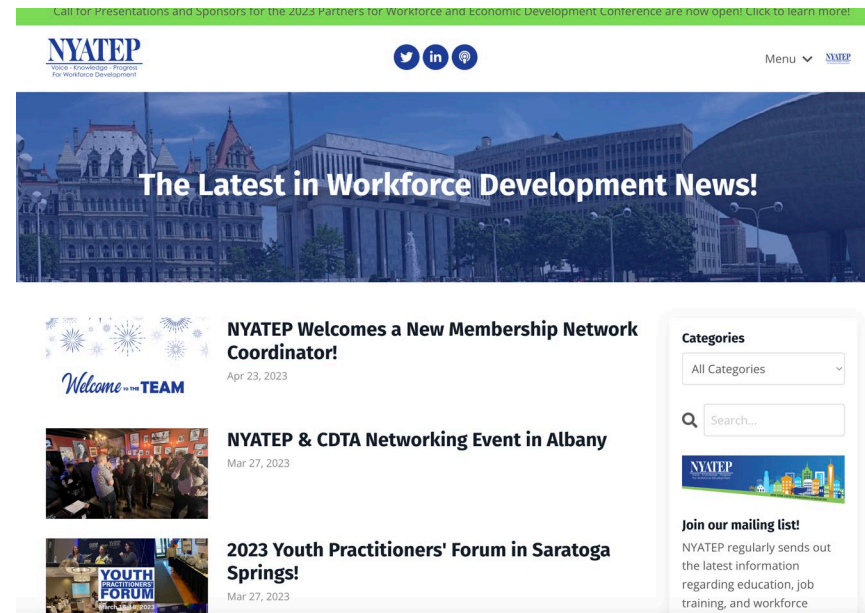 Call for Presentations and Sponsors for the 2023 Partners for Workforce and Economic Development Conference are now open! Click to learn more!
NYATEP
Voice - Knowledge - Progress
For Workforce Development
in
Menu
NYATEP
The Latest in Workforce Development News!
Welcome TO THE TEAM
NYATEP Welcomes a New Membership Network
Coordinator!
Apr 23, 2023
NYATEP & CDTA Networking Event in Albany
Mar 27, 2023
YOUTH
PRACTITIONERS'
FORUM
2023 Youth Practitioners' Forum in Saratoga
Springs!
Mar 27, 2023
Categories
All Categories
Search...
NYATEP
Join our mailing list!
NYATEP regularly sends out
the latest information
regarding education, job
training, and workforce